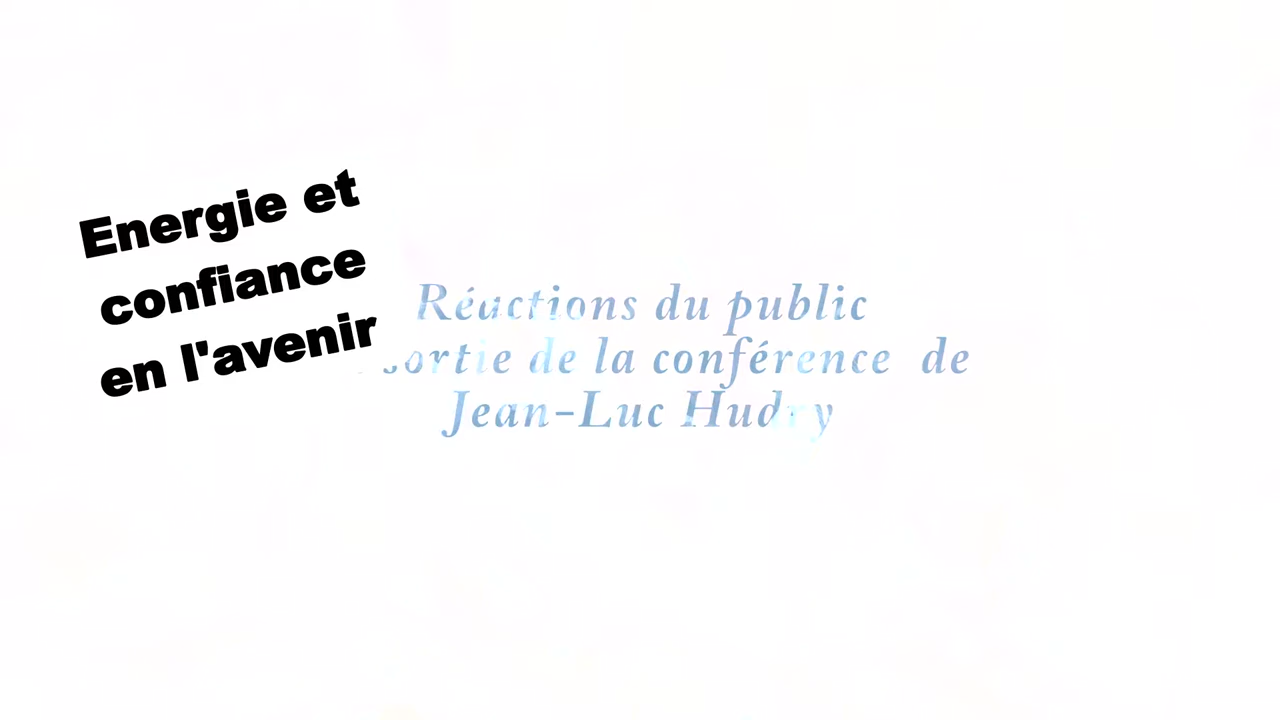 Energie et
confiance
en l'avenir
Réactions du public
sortie de la conférence de
Jean-Luc Hudry